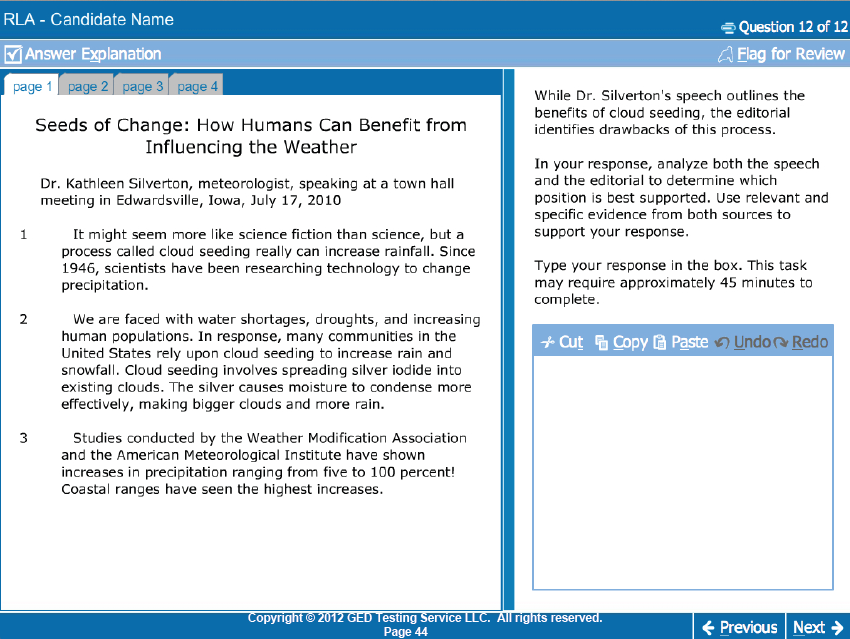 RLA - Candidate Name
Question 12 of 12
Answer Explanation
Flag for Review
page 1
page 2
page 3
page 4
Seeds of Change: How Humans Can Benefit from
Influencing the Weather
Dr. Kathleen Silverton, meteorologist, speaking at a town hall
meeting in Edwardsville, Iowa, July 17, 2010
1 It might seem more like science fiction than science, but a
process called cloud seeding really can increase rainfall. Since
1946, scientists have been researching technology to change
precipitation.
2 We are faced with water shortages, droughts, and increasing
human populations. In response, many communities in the
United States rely upon cloud seeding to increase rain and
snowfall. Cloud seeding involves spreading silver iodide into
existing clouds. The silver causes moisture to condense more
effectively, making bigger clouds and more rain.
3 Studies conducted by the Weather Modification Association
and the American Meteorological Institute have shown
increases in precipitation ranging from five to 100 percent!
Coastal ranges have seen the highest increases.
While Dr. Silverton's speech outlines the
benefits of cloud seeding, the editorial
identifies drawbacks of this process.
In your response, analyze both the speech
and the editorial to determine which
position is best supported. Use relevant and
specific evidence from both sources to
support your response.
Type your response in the box. This task
may require approximately 45 minutes to
complete.
Cut Copy Paste Undo Redo
Copyright © 2012 GED Testing Service LLC. All rights reserved.
Page 44
Previous
Next